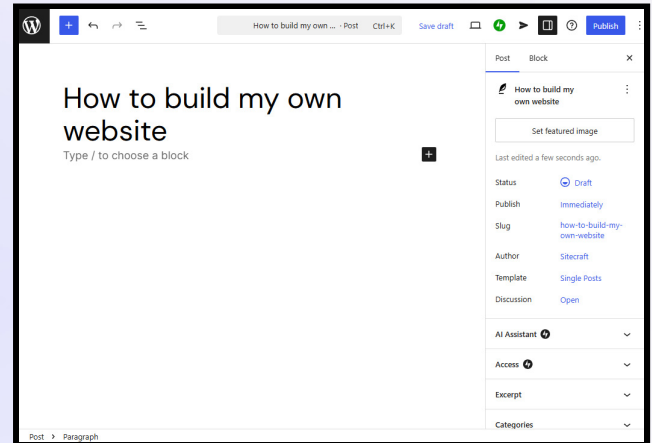 How to build my own ... · Post Ctrl+K
Save draft
Publish
How to build my own
website
Type / to choose a block
Post Block
How to build my
own website
Set featured image
Last edited a few seconds ago.
Status Draft
Publish Immediately
Slug how-to-build-my-
own-website
Author Sitecraft
Template Single Posts
Discussion Open
AI Assistant
Access
Excerpt
Categories
Post > Paragraph